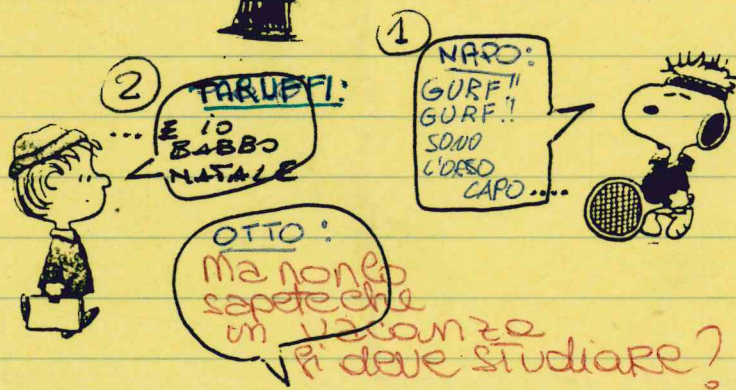 1
NAPO:
GURF!!
GURF!!
SONO
L'ORSO
CAPO....
2
TARUFFI:
... E IO
BABBO
NATALE
OTTO:
Ma non lo
sapete che
in vacanza
si deve STUDIARE?